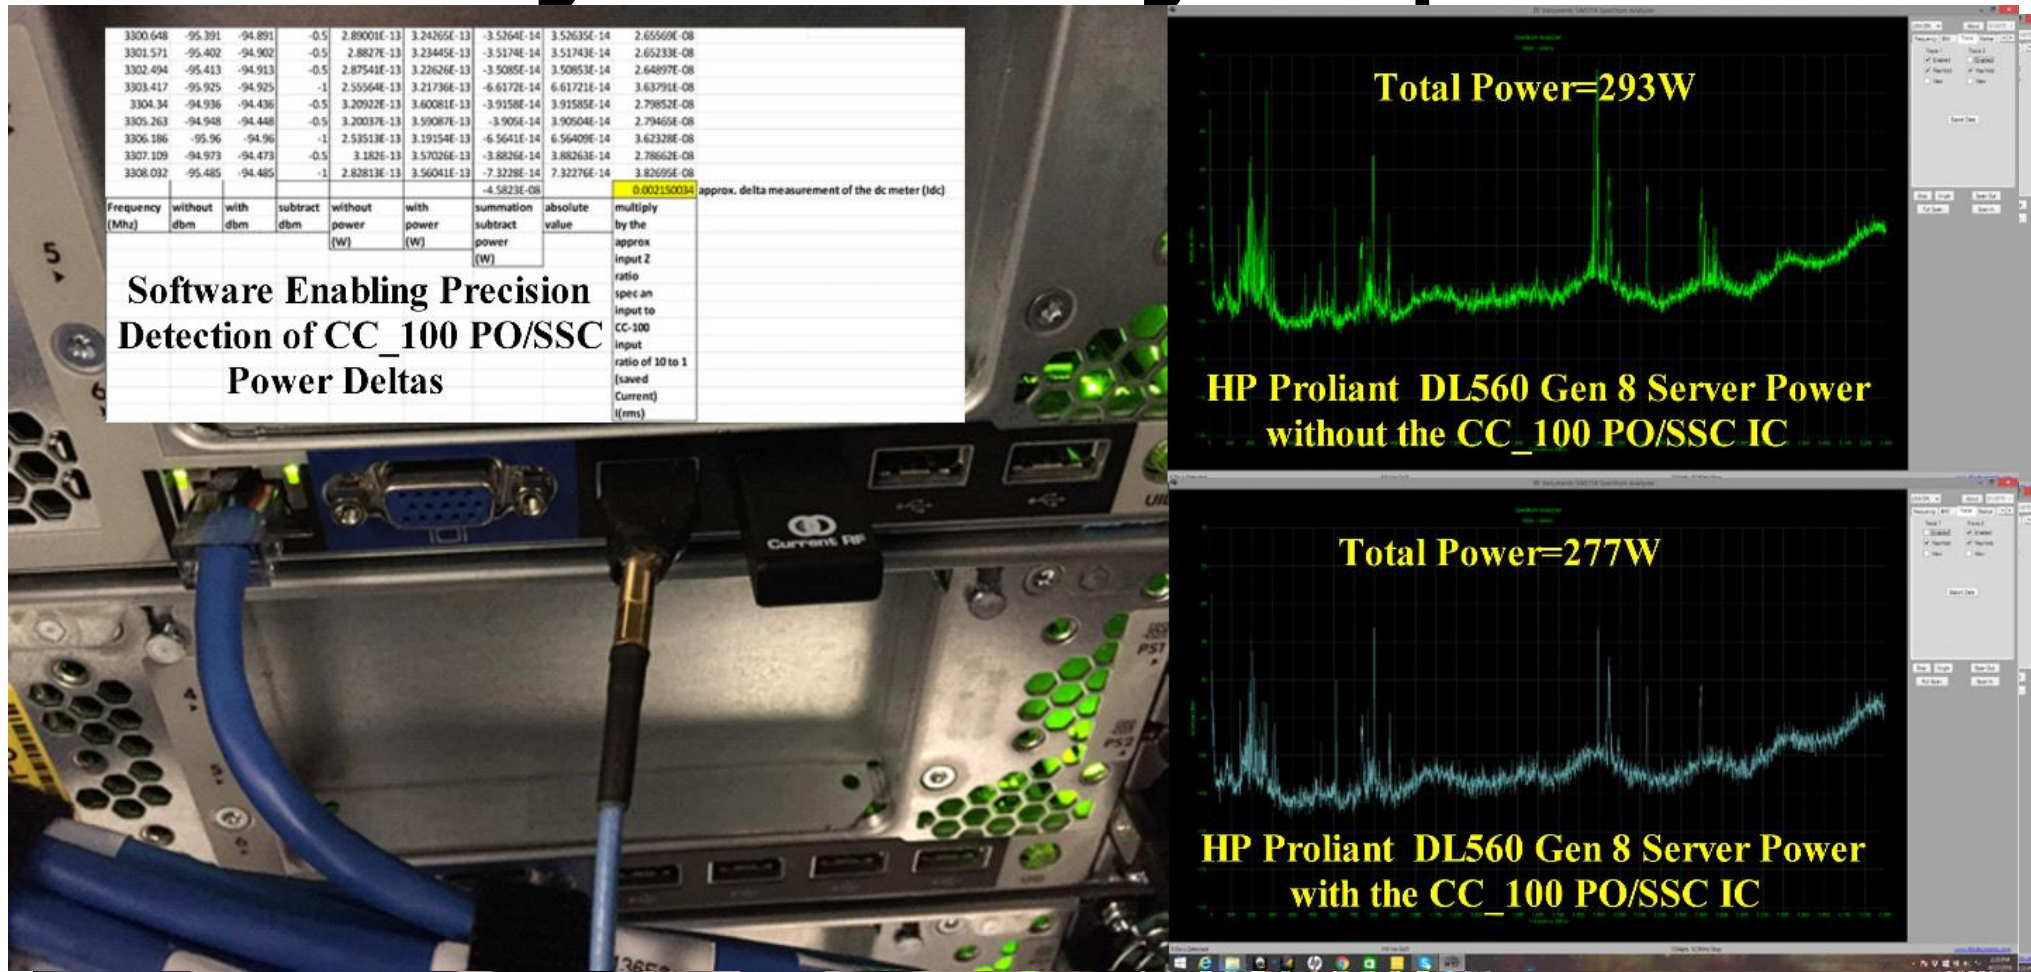 3300.648 -95.391 -94.891 -0.5 2.89001E-13 3.24265E-13 -3.5264E-14 3.52635E-14 2.65569E-08
3301.571 -95.402 -94.902 -0.5 2.8827E-13 3.23445E-13 -3.5174E-14 3.51743E-14 2.65233E-08
3302.494 -95.413 -94.913 -0.5 2.87541E-13 3.22626E-13 -3.5085E-14 3.50853E-14 2.64897E-08
3303.417 -95.925 -94.925 -1 2.55564E-13 3.21736E-13 -6.6172E-14 6.61721E-14 3.63791E-08
3304.34 -94.936 -94.436 -0.5 3.20922E-13 3.60081E-13 -3.9158E-14 3.91585E-14 2.79852E-08
3305.263 -94.948 -94.448 -0.5 3.20037E-13 3.59087E-13 -3.905E-14 3.90504E-14 2.79465E-08
3306.186 -95.96 -94.96 -1 2.53513E-13 3.19154E-13 -6.5641E-14 6.56409E-14 3.62328E-08
3307.109 -94.973 -94.473 -0.5 3.182E-13 3.57026E-13 -3.8826E-14 3.88263E-14 2.78662E-08
3308.032 -95.485 -94.485 -1 2.82813E-13 3.56041E-13 -7.3228E-14 7.32276E-14 3.82695E-08
-4.5823E-08 0.002150034 approx. delta measurement of the dc meter (Idc)
Frequency without with subtract without with summation absolute multiply
(Mhz) dbm dbm dbm power power subtract value by the
(W) (W) power approx
(W) input Z
ratio
spec an
input to
CC-100
input
ratio of 10 to 1
(saved
Current)
I(rms)
Software Enabling Precision
Detection of CC_100 PO/SSC
Power Deltas
5
6
UID
Current RF
4
PS1
PS2
Total Power=293W
HP Proliant DL560 Gen 8 Server Power
without the CC_100 PO/SSC IC
Total Power=277W
HP Proliant DL560 Gen 8 Server Power
with the CC_100 PO/SSC IC